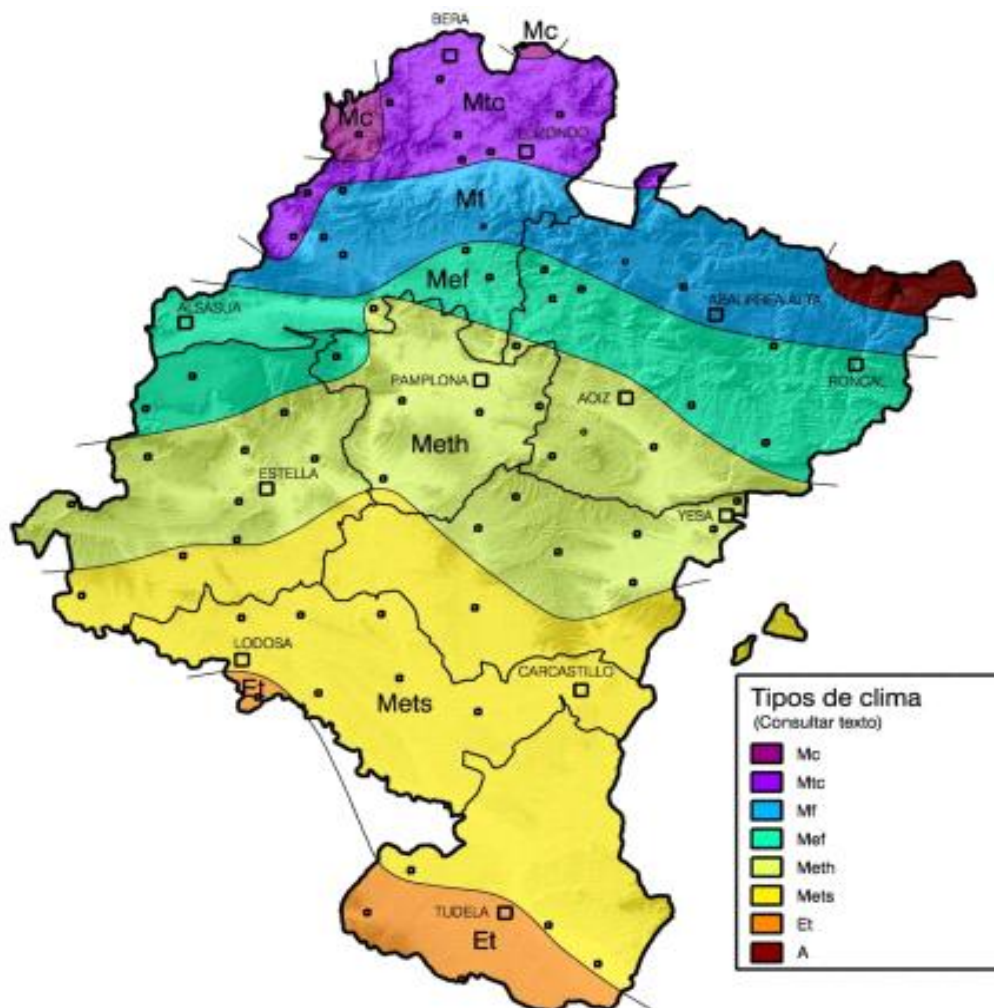 BERA
Mc
Mc
Mtc
ELIZONDO
Mf
Mef
ALSASUA
ABAURREA ALTA
RONCAL
PAMPLONA
AOIZ
Meth
ESTELLA
YESA
LODOSA
Et
Mets
CARCASTILLO
TUDELA
Et
Tipos de clima
(Consultar texto)
Mc
Mtc
Mf
Mef
Meth
Mets
Et
A